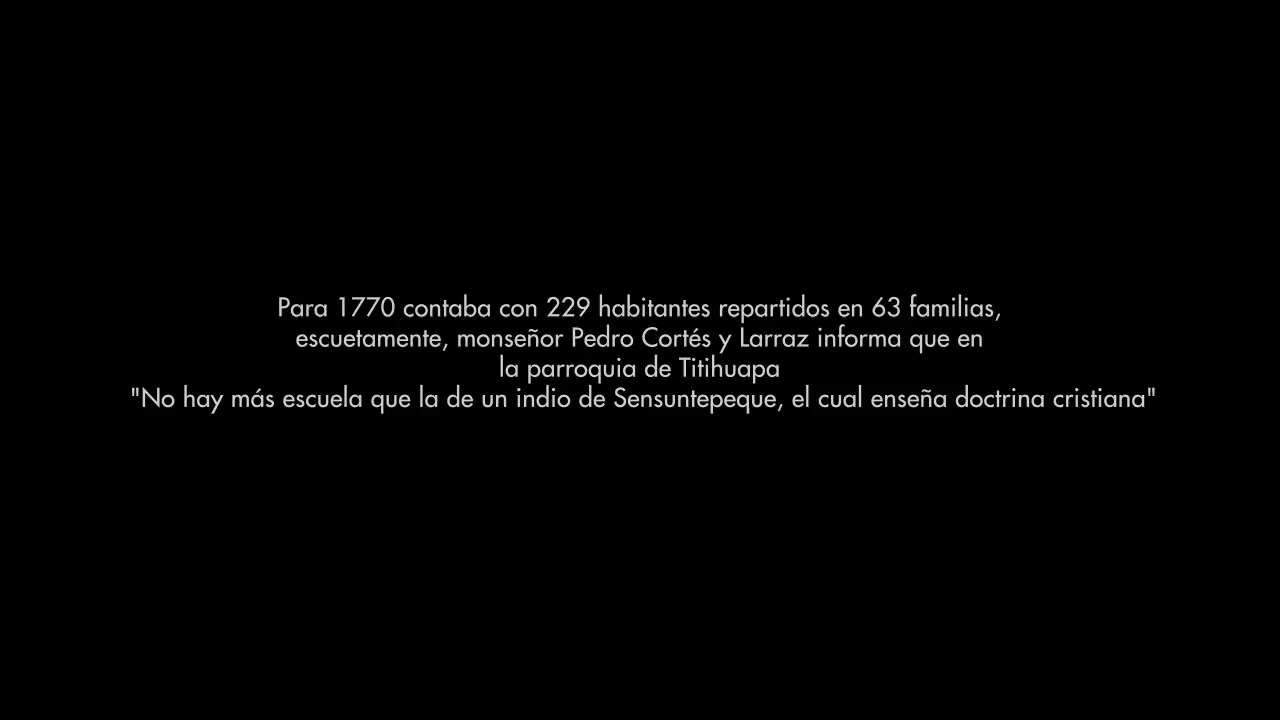 Para 1770 contaba con 229 habitantes repartidos en 63 familias,
escuetamente, monseñor Pedro Cortés y Larraz informa que en
la parroquia de Titihuapa
"No hay más escuela que la de un indio de Sensuntepeque, el cual enseña doctrina cristiana"